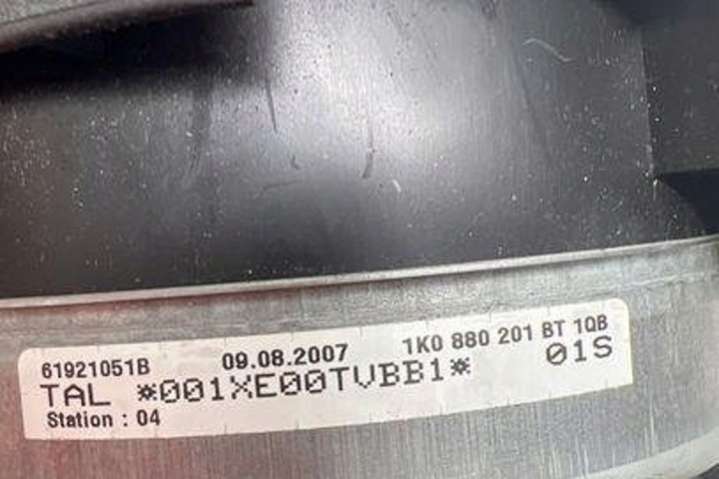 61921051B 09.08.2007 1K0 880 201 BT 1QB
TAL *001XE00TVBB1* 01S
Station : 04